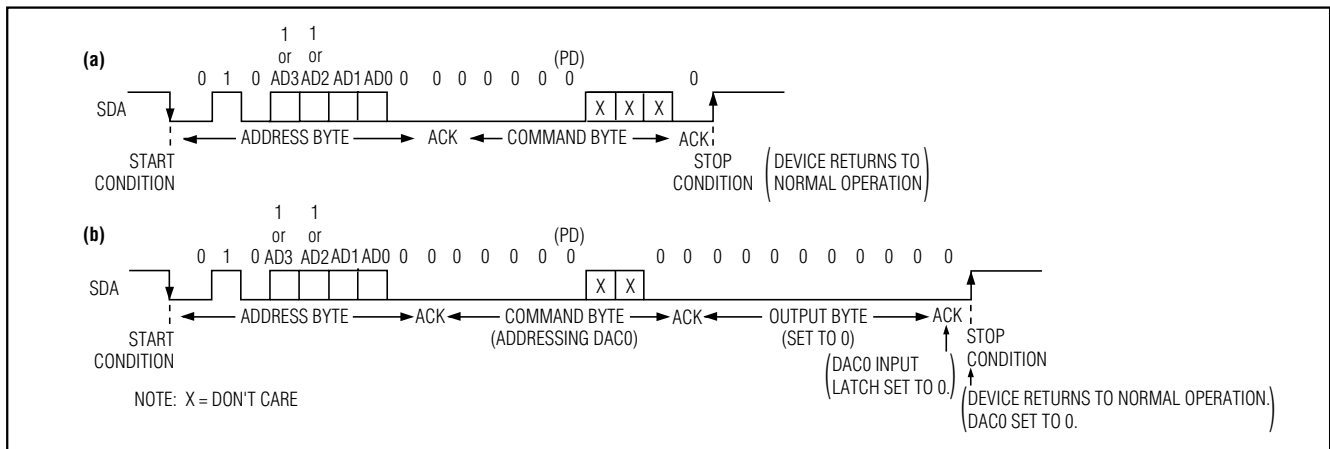 (a)
1 1
or or (PD)
0 1 0 AD3 AD2 AD1 AD0 0 0 0 0 0 0 0
SDA X X X
ADDRESS BYTE ACK COMMAND BYTE ACK
START CONDITION
STOP CONDITION
(DEVICE RETURNS TO NORMAL OPERATION)
(b)
1 1
or or (PD)
0 1 0 AD3 AD2 AD1 AD0 0 0 0 0 0 0 0 0 0 0 0 0 0 0 0 0 0
SDA X X
ADDRESS BYTE ACK COMMAND BYTE ACK OUTPUT BYTE ACK
(ADDRESSING DAC0) (SET TO 0)
START CONDITION
STOP CONDITION
(DAC0 INPUT LATCH SET TO 0.)
(DEVICE RETURNS TO NORMAL OPERATION. DAC0 SET TO 0.)
NOTE: X = DON'T CARE